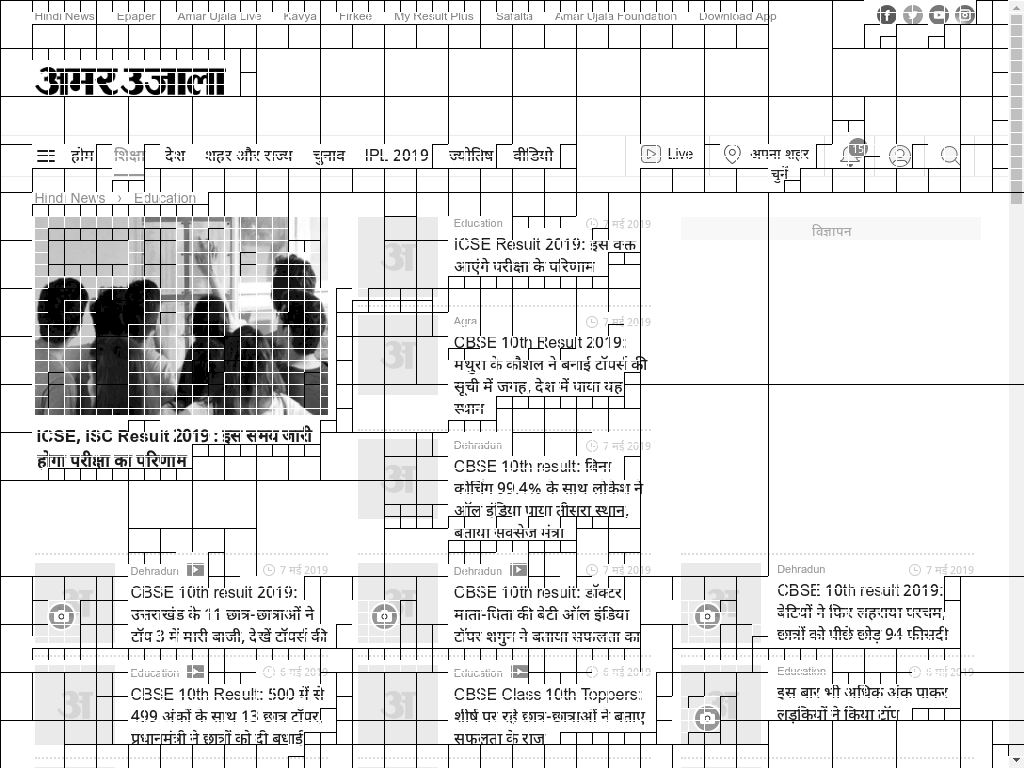 Hindi News Epaper Amar Ujala Live Kavya Firkee My Result Plus Safalta Amar Ujala Foundation Download App
अमर उजाला
होम शिक्षा देश शहर और राज्य चुनाव IPL 2019 ज्योतिष वीडियो Live अपना शहर चुनें 15
Hindi News › Education
Education 7 मई 2019
ICSE Result 2019: इस वक्त
आएंगे परीक्षा के परिणाम
विज्ञापन
Agra 7 मई 2019
CBSE 10th Result 2019:
मथुरा के कौशल ने बनाई टॉपर्स की
सूची में जगह, देश में पाया यह
स्थान
ICSE, ISC Result 2019 : इस समय जारी
होगा परीक्षा का परिणाम
Dehradun 7 मई 2019
CBSE 10th result: बिना
कोचिंग 99.4% के साथ लोकेश ने
ऑल इंडिया पाया तीसरा स्थान,
बताया सक्सेज मंत्रा
Dehradun 7 मई 2019
CBSE 10th result:
उत्तराखंड के 11 छात्र-छात्राओं ने
टॉप 3 में मारी बाजी, देखें टॉपर्स की
Dehradun 7 मई 2019
CBSE 10th result: डॉक्टर
माता-पिता की बेटी ऑल इंडिया
टॉपर शगुन ने बताया सफलता का
Dehradun 7 मई 2019
CBSE 10th result 2019:
बेटियों ने फिर लहराया परचम,
छात्रों को पीछे छोड़ 94 फीसदी
Education 6 मई 2019
CBSE 10th Result: 500 में से
499 अंकों के साथ 13 छात्र टॉपर,
प्रधानमंत्री ने छात्रों को दी बधाई
Education 6 मई 2019
CBSE Class 10th Toppers:
शीर्ष पर रहे छात्र-छात्राओं ने बताए
सफलता के राज
Education 6 मई 2019
इस बार भी अधिक अंक पाकर
लड़कियों ने किया टॉप